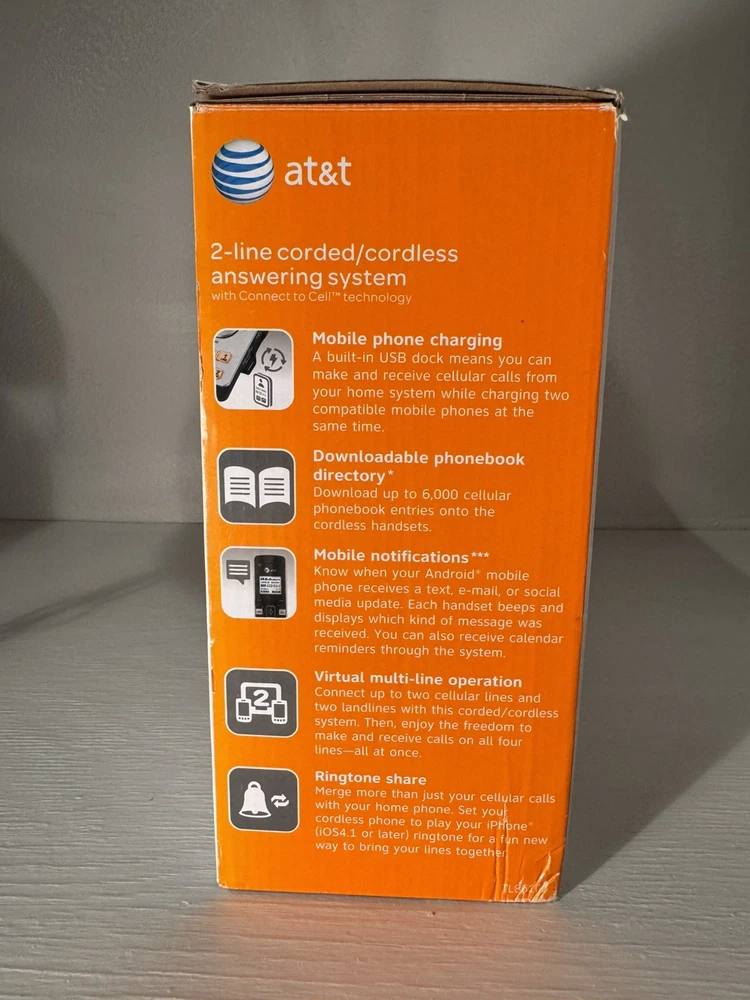 at&t
2-line corded/cordless
answering system
with Connect to Cell™ technology
Mobile phone charging
A built-in USB dock means you can
make and receive cellular calls from
your home system while charging two
compatible mobile phones at the
same time.
Downloadable phonebook
directory*
Download up to 6,000 cellular
phonebook entries onto the
cordless handsets.
Mobile notifications***
Know when your Android® mobile
phone receives a text, e-mail, or social
media update. Each handset beeps and
displays which kind of message was
received. You can also receive calendar
reminders through the system.
2
Virtual multi-line operation
Connect up to two cellular lines and
two landlines with this corded/cordless
system. Then, enjoy the freedom to
make and receive calls on all four
lines—all at once.
Ringtone share
Merge more than just your cellular calls
with your home phone. Set your
cordless phone to play your iPhone®
(iOS4.1 or later) ringtone for a fun new
way to bring your lines together